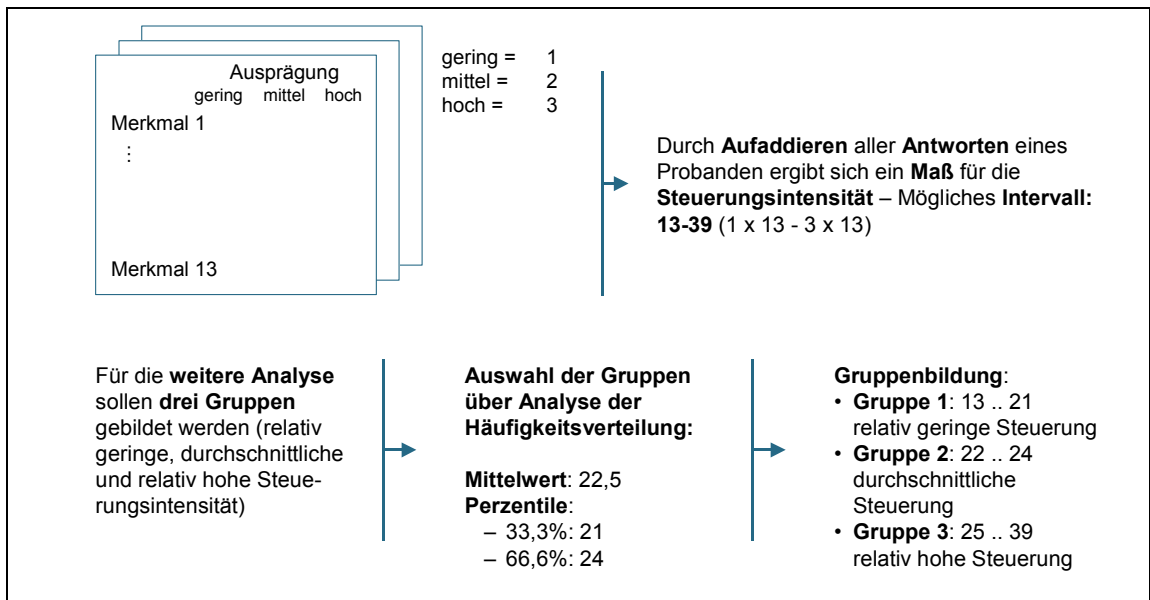 Ausprägung
gering mittel hoch
Merkmal 1
⋮
Merkmal 13
gering = 1
mittel = 2
hoch = 3
Durch Aufaddieren aller Antworten eines
Probanden ergibt sich ein Maß für die
Steuerungsintensität – Mögliches Intervall:
13-39 (1 x 13 - 3 x 13)
Für die weitere Analyse
sollen drei Gruppen
gebildet werden (relativ
geringe, durchschnittliche
und relativ hohe Steue-
rungsintensität)
Auswahl der Gruppen
über Analyse der
Häufigkeitsverteilung:
Mittelwert: 22,5
Perzentile:
– 33,3%: 21
– 66,6%: 24
Gruppenbildung:
• Gruppe 1: 13 .. 21
relativ geringe Steuerung
• Gruppe 2: 22 .. 24
durchschnittliche
Steuerung
• Gruppe 3: 25 .. 39
relativ hohe Steuerung